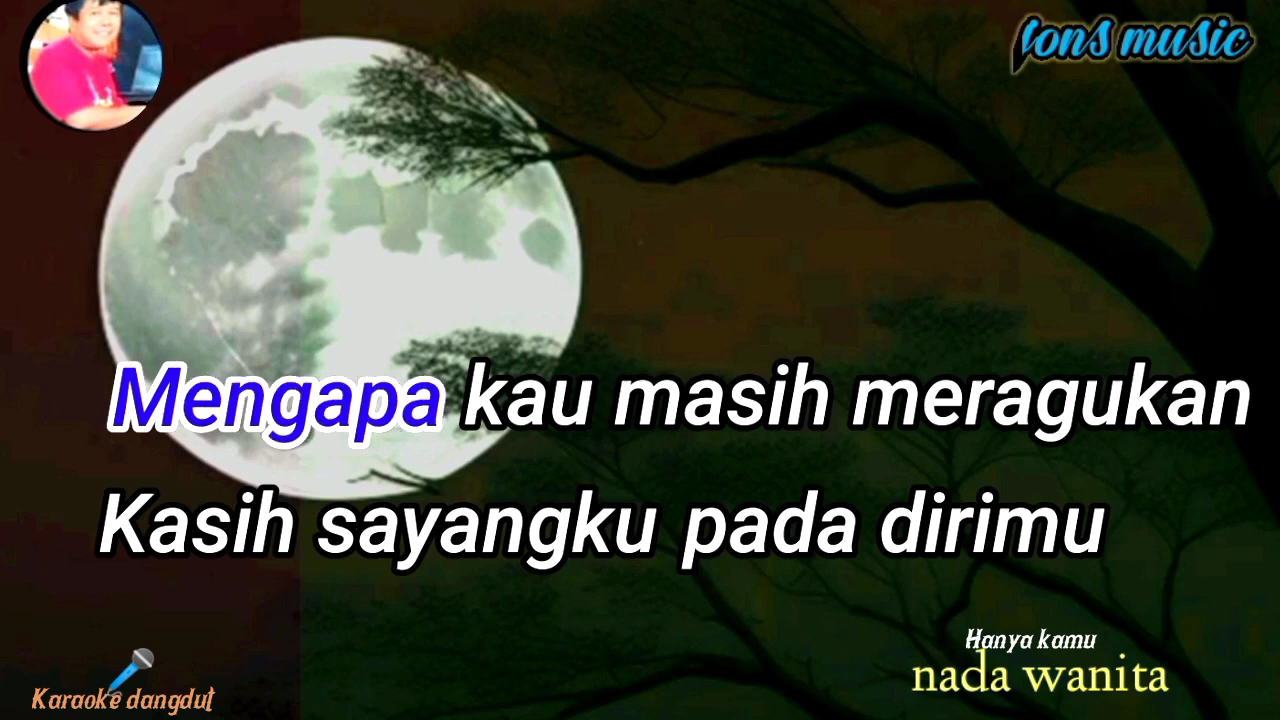 fons music
Mengapa kau masih meragukan
Kasih sayangku pada dirimu
Hanya kamu
nada wanita
Karaoke dangdut